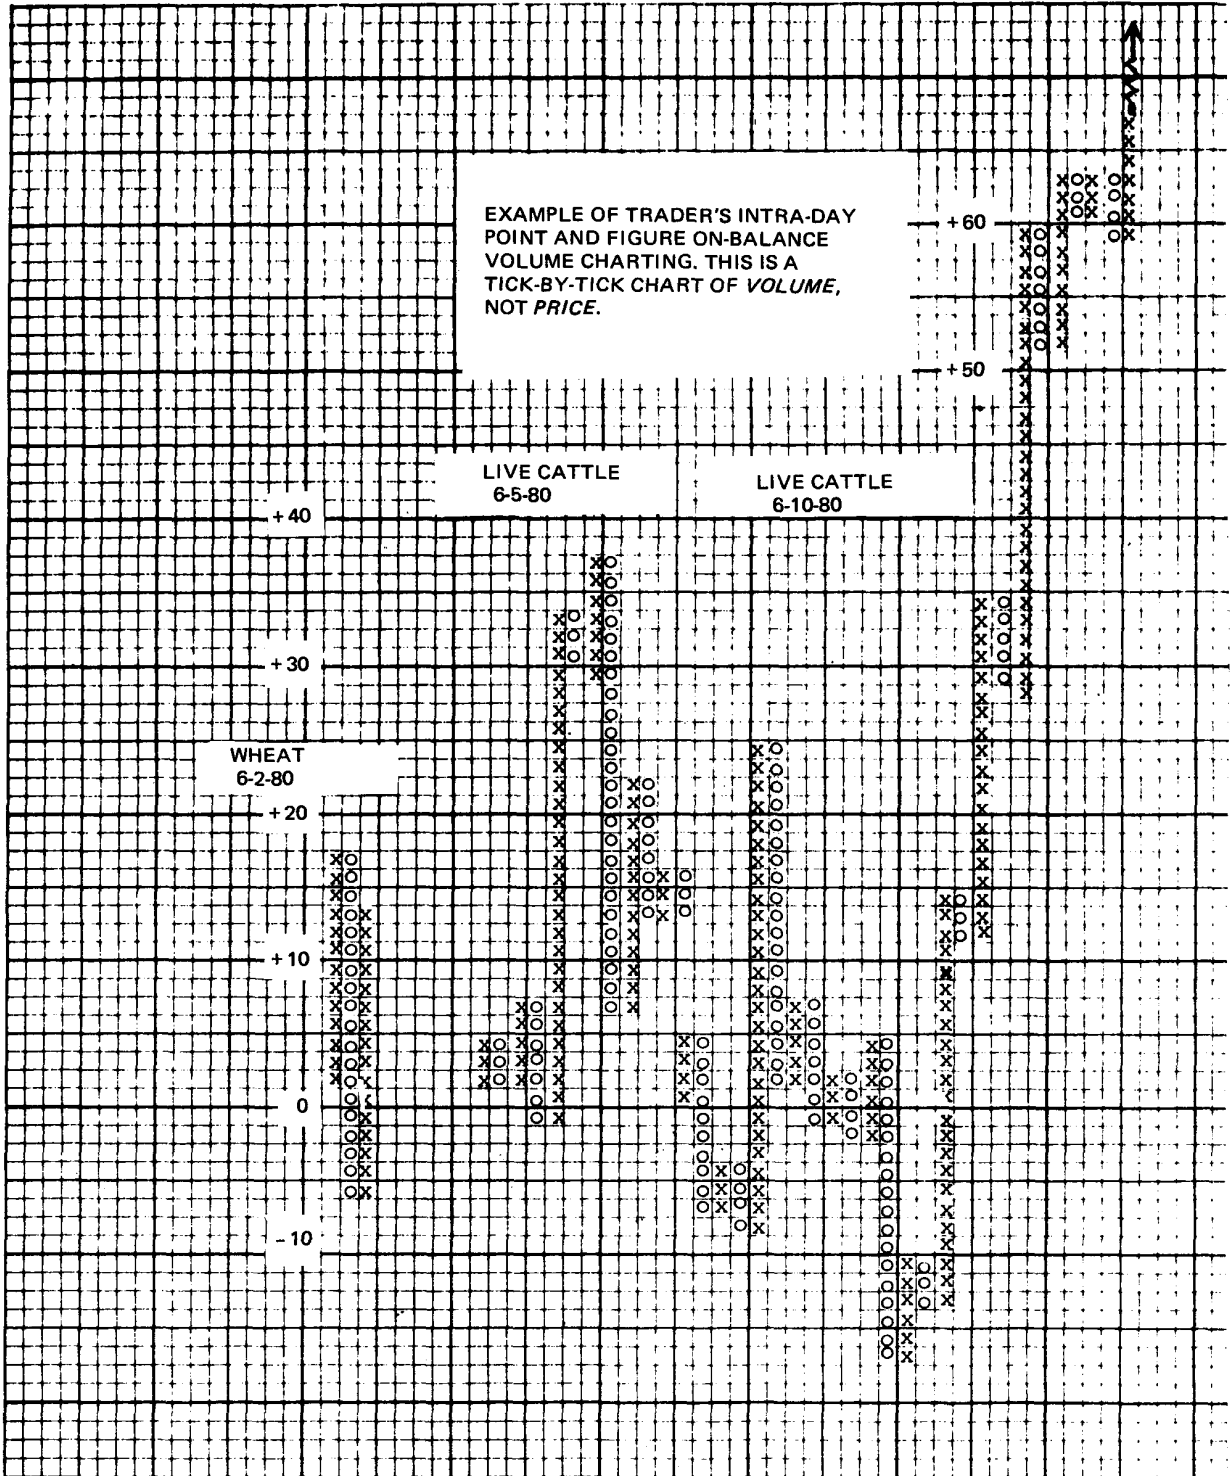 EXAMPLE OF TRADER'S INTRA-DAY
POINT AND FIGURE ON-BALANCE
VOLUME CHARTING. THIS IS A
TICK-BY-TICK CHART OF VOLUME,
NOT PRICE.
+60
+50
LIVE CATTLE
6-5-80
LIVE CATTLE
6-10-80
+40
+30
WHEAT
6-2-80
+20
+10
0
-10